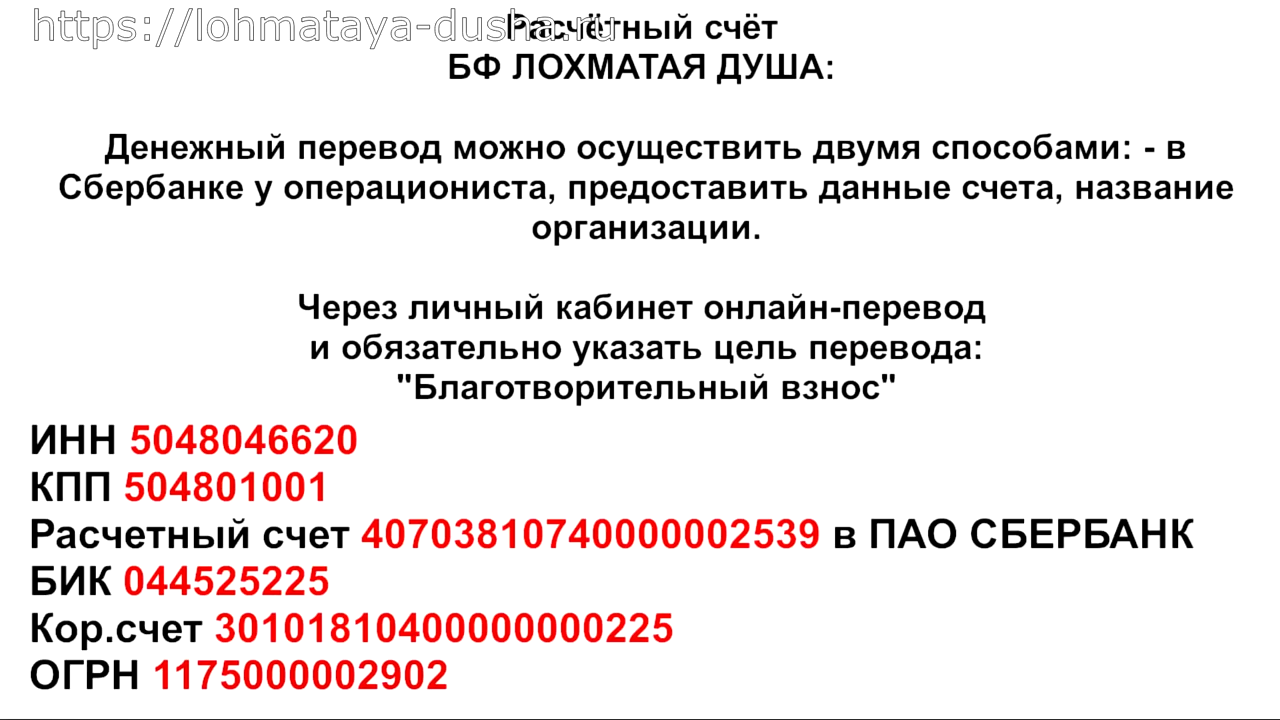 https://lohmataya-dusha.ru
Расчётный счёт
БФ ЛОХМАТАЯ ДУША:
Денежный перевод можно осуществить двумя способами: - в
Сбербанке у операциониста, предоставить данные счета, название
организации.
Через личный кабинет онлайн-перевод
и обязательно указать цель перевода:
"Благотворительный взнос"
ИНН 5048046620
КПП 504801001
Расчетный счет 40703810740000002539 в ПАО СБЕРБАНК
БИК 044525225
Кор.счет 30101810400000000225
ОГРН 1175000002902